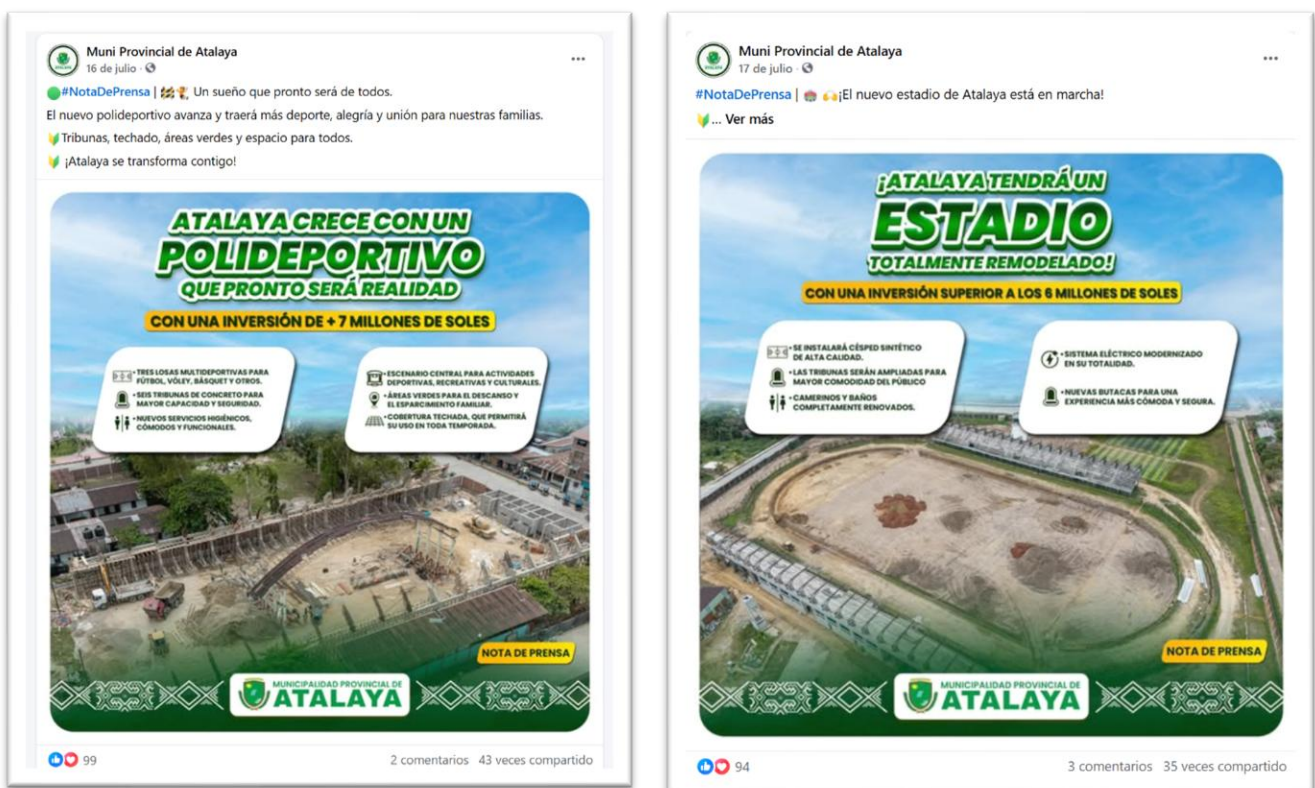 Muni Provincial de Atalaya
16 de julio
#NotaDePrensa | Un sueño que pronto será de todos.
El nuevo polideportivo avanza y traerá más deporte, alegría y unión para nuestras familias.
Tribunas, techado, áreas verdes y espacio para todos.
¡Atalaya se transforma contigo!
ATALAYA CRECE CON UN
POLIDEPORTIVO
QUE PRONTO SERÁ REALIDAD
CON UNA INVERSIÓN DE + 7 MILLONES DE SOLES
• TRES LOSAS MULTIDEPORTIVAS PARA
FÚTBOL, VÓLEY, BÁSQUET Y OTROS.
• SEIS TRIBUNAS DE CONCRETO PARA
MAYOR CAPACIDAD Y SEGURIDAD.
• NUEVOS SERVICIOS HIGIÉNICOS,
CÓMODOS Y FUNCIONALES.
• ESCENARIO CENTRAL PARA ACTIVIDADES
DEPORTIVAS, RECREATIVAS Y CULTURALES.
• ÁREAS VERDES PARA EL DESCANSO Y
EL ESPARCIMIENTO FAMILIAR.
• COBERTURA TECHADA, QUE PERMITIRÁ
SU USO EN TODA TEMPORADA.
NOTA DE PRENSA
MUNICIPALIDAD PROVINCIAL DE
ATALAYA
99
2 comentarios 43 veces compartido
Muni Provincial de Atalaya
17 de julio
#NotaDePrensa | ¡El nuevo estadio de Atalaya está en marcha!
... Ver más
¡ATALAYA TENDRÁ UN
ESTADIO
TOTALMENTE REMODELADO!
CON UNA INVERSIÓN SUPERIOR A LOS 6 MILLONES DE SOLES
• SE INSTALARÁ CÉSPED SINTÉTICO
DE ALTA CALIDAD.
• LAS TRIBUNAS SERÁN AMPLIADAS PARA
MAYOR COMODIDAD DEL PÚBLICO
• CAMERINOS Y BAÑOS
COMPLETAMENTE RENOVADOS.
• SISTEMA ELÉCTRICO MODERNIZADO
EN SU TOTALIDAD.
• NUEVAS BUTACAS PARA UNA
EXPERIENCIA MÁS CÓMODA Y SEGURA.
NOTA DE PRENSA
MUNICIPALIDAD PROVINCIAL DE
ATALAYA
94
3 comentarios 35 veces compartido